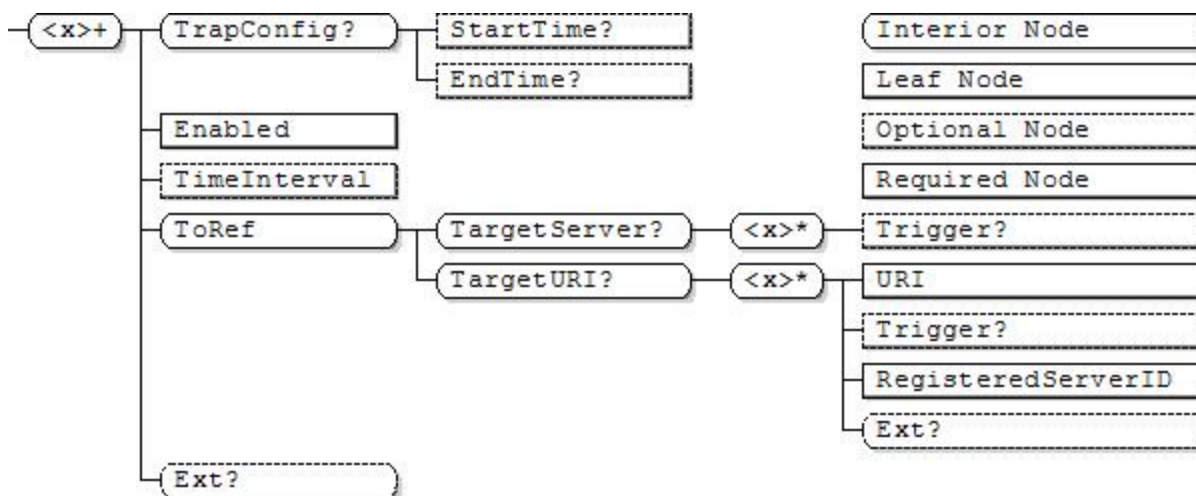 <x>+ TrapConfig? StartTime? Interior Node
EndTime? Leaf Node
Enabled Optional Node
TimeInterval Required Node
ToRef TargetServer? <x>* Trigger?
TargetURI? <x>* URI
Trigger?
RegisteredServerID
Ext?
Ext?